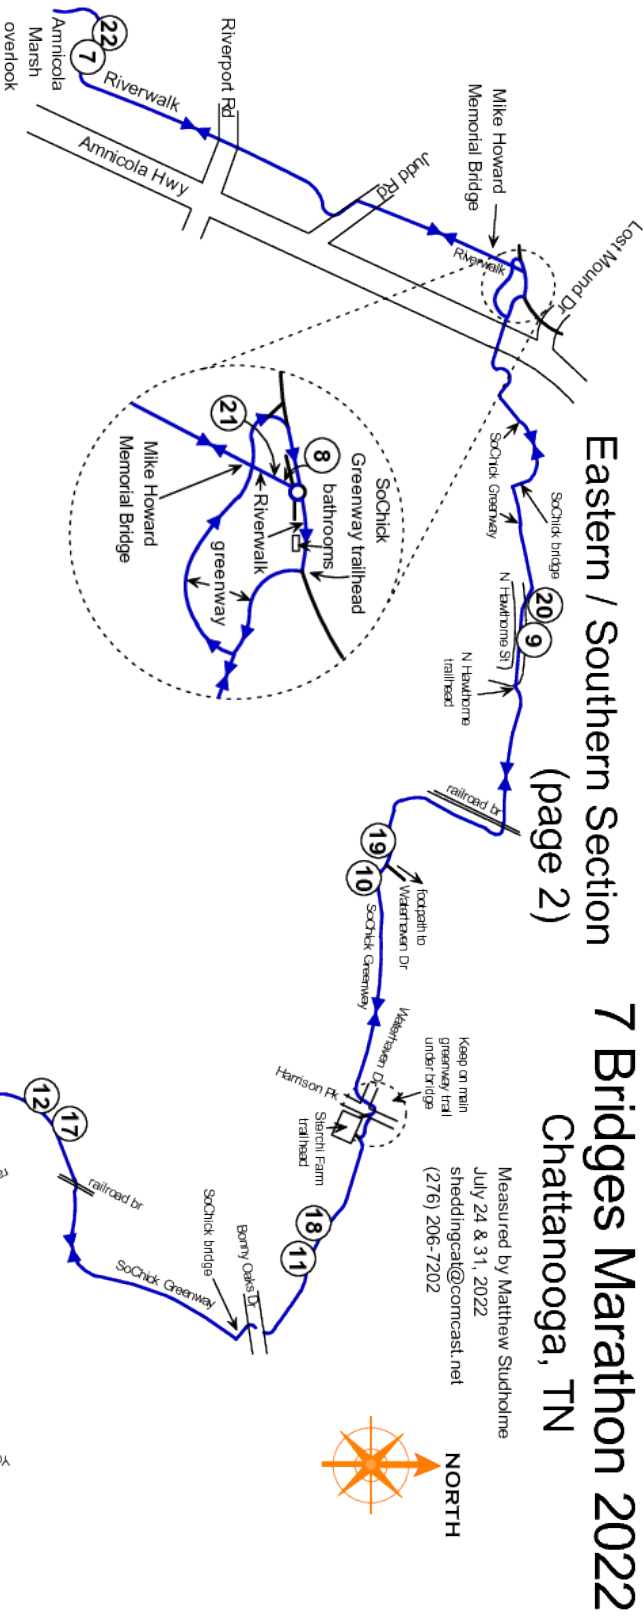 7 Bridges Marathon 2022
Chattanooga, TN
Eastern / Southern Section
(page 2)
Measured by Matthew Studholme
July 24 & 31, 2022
sheddingcat@comcast.net
(276) 206-7202
NORTH
22
7
Amnicola
Marsh
overlook
Riverwalk
Riverport Rd
Amnicola Hwy
Judd Rd
Mike Howard
Memorial Bridge
Riverwalk
Lost Mound Dr
SoChick Greenway
SoChick bridge
20
9
N Hawthorne St
N Hawthorne
trailhead
railroad br
SoChick
Greenway trailhead
bathrooms
8
21
Riverwalk
greenway
Mike Howard
Memorial Bridge
19
10
footpath to
Waterhaven Dr
SoChick Greenway
Waterhaven Dr
Keep on main
greenway trail
under bridge
Harrison Pk
Sterchi Farm
trailhead
18
11
Bonny Oaks Dr
SoChick bridge
SoChick Greenway
railroad br
17
12